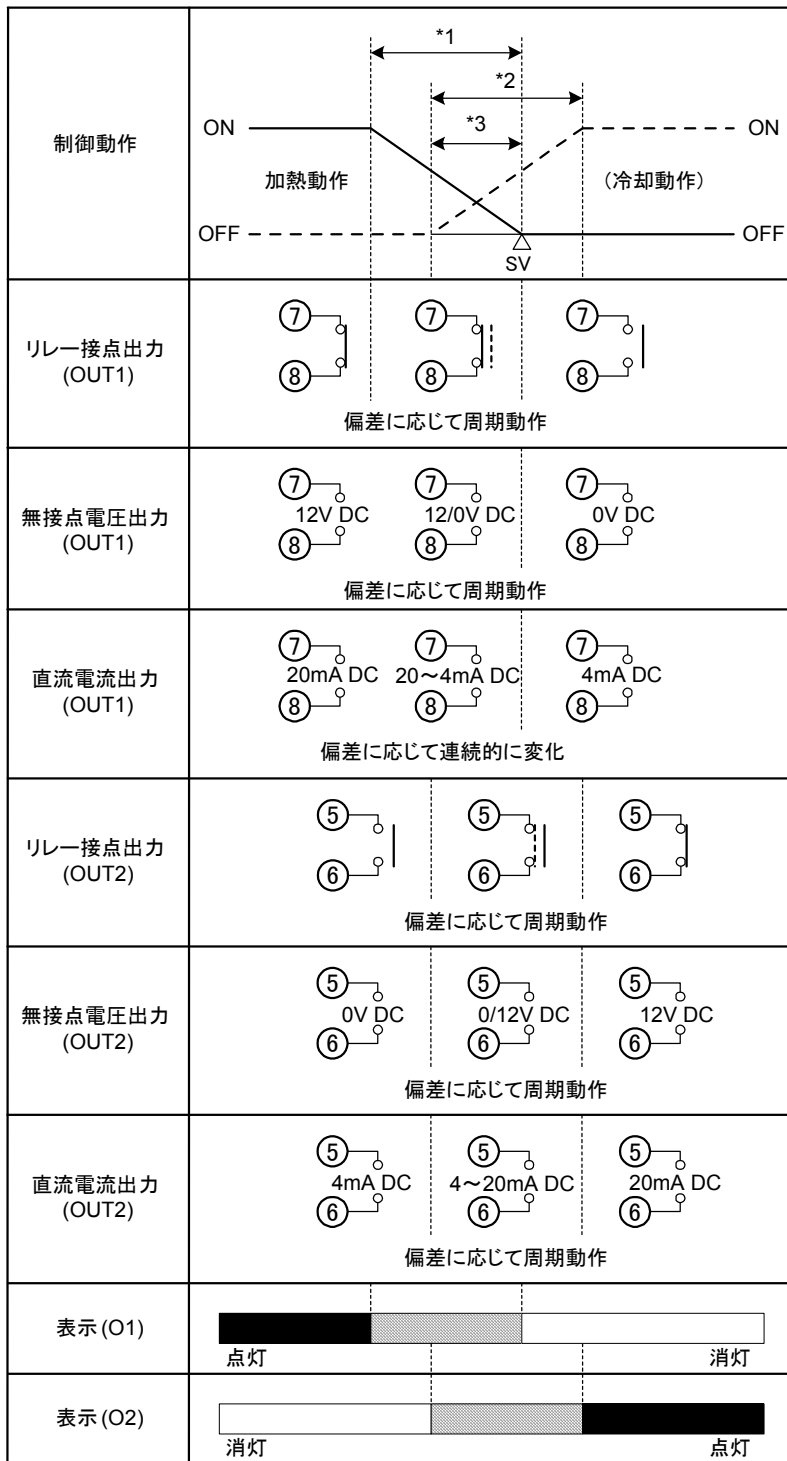 *1
*2
*3
制御動作
ON
ON
加熱動作
(冷却動作)
OFF
OFF
SV
リレー接点出力
(OUT1)
7
7
7
8
8
8
偏差に応じて周期動作
無接点電圧出力
(OUT1)
7
7
7
12V DC
12/0V DC
0V DC
8
8
8
偏差に応じて周期動作
直流電流出力
(OUT1)
7
7
7
20mA DC
20～4mA DC
4mA DC
8
8
8
偏差に応じて連続的に変化
リレー接点出力
(OUT2)
5
5
5
6
6
6
偏差に応じて周期動作
無接点電圧出力
(OUT2)
5
5
5
0V DC
0/12V DC
12V DC
6
6
6
偏差に応じて周期動作
直流電流出力
(OUT2)
5
5
5
4mA DC
4～20mA DC
20mA DC
6
6
6
偏差に応じて周期動作
表示(O1)
点灯
消灯
表示(O2)
消灯
点灯